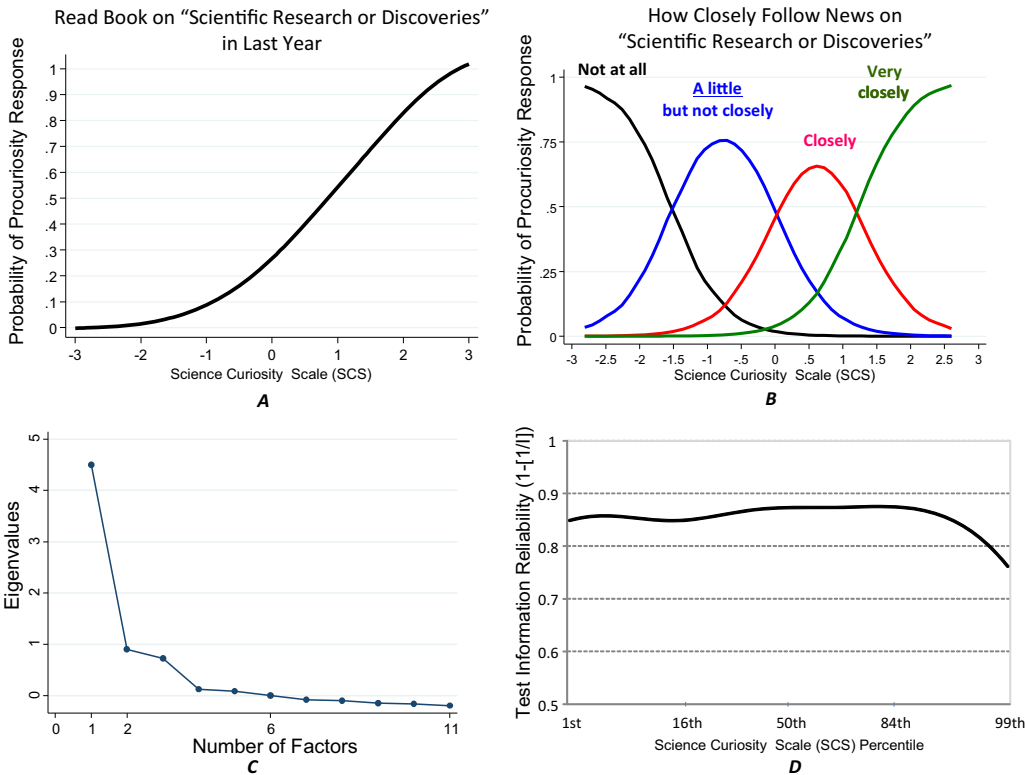 Read Book on “Scientific Research or Discoveries”
in Last Year
Probability of Procuriosity Response
1
.9
.8
.7
.6
.5
.4
.3
.2
.1
0
-3 -2 -1 0 1 2 3
Science Curiosity Scale (SCS)
A
How Closely Follow News on
“Scientific Research or Discoveries”
Probability of Procuriosity Response
Not at all
A little
but not closely
Closely
Very
closely
1
.75
.5
.25
0
-3 -2.5 -2 -1.5 -1 -.5 0 .5 1 1.5 2 2.5 3
Science Curiosity Scale (SCS)
B
Eigenvalues
5
4
3
2
1
0
0 1 2 6 11
Number of Factors
C
Test Information Reliability (1-[1/I])
1
0.9
0.8
0.7
0.6
0.5
1st 16th 50th 84th 99th
Science Curiosity Scale (SCS) Percentile
D